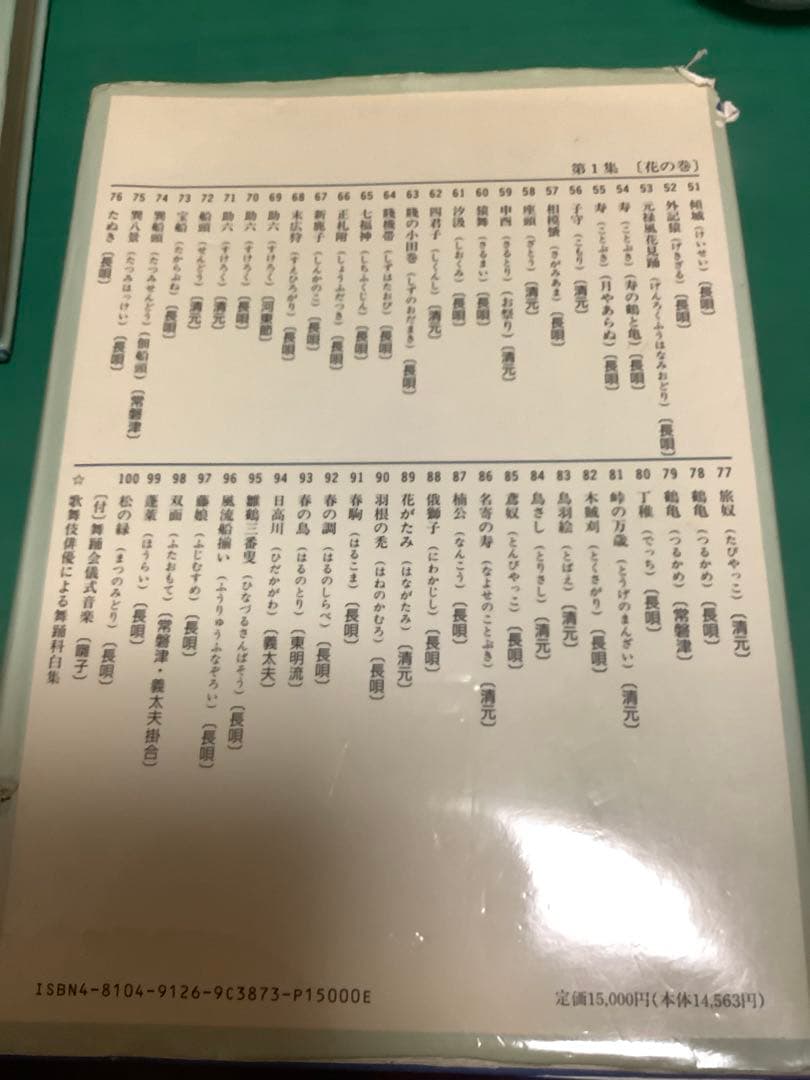 第1集 〔花の巻〕
51 傾城(けいせい)〔長唄〕
52 外記猿(げきざる)〔長唄〕
53 元禄風花見踊(げんろくふうはなみおどり)〔長唄〕
54 寿(ことぶき)(寿の鶴と亀)〔長唄〕
55 寿(ことぶき)(月やあらぬ)〔長唄〕
56 子守(こもり)〔清元〕
57 相模蜑(さがみあま)〔長唄〕
58 座頭(ざとう)〔清元〕
59 申酉(さるとり)(お祭り)〔清元〕
60 猿舞(さるまい)〔長唄〕
61 汐汲(しおくみ)〔長唄〕
62 四君子(しくんし)〔清元〕
63 賤の小田巻(しずのおだまき)〔長唄〕
64 賤機帯(しずはたおび)〔長唄〕
65 七福神(しちふくじん)〔長唄〕
66 正札附(しょうふだつき)〔長唄〕
67 新鹿子(しんかのこ)〔長唄〕
68 末広狩(すえひろがり)〔長唄〕
69 助六(すけろく)〔河東節〕
70 助六(すけろく)〔長唄〕
71 助六(すけろく)〔清元〕
72 船頭(せんどう)〔清元〕
73 宝船(たからぶね)〔長唄〕
74 巽船頭(たつみせんどう)(佃船頭)〔常磐津〕
75 巽八景(たつみはっけい)〔長唄〕
76 たぬき〔長唄〕
77 旅奴(たびやっこ)〔清元〕
78 鶴亀(つるかめ)〔長唄〕
79 鶴亀(つるかめ)〔常磐津〕
80 丁稚(でっち)〔長唄〕
81 峠の万歳(とうげのまんざい)〔清元〕
82 木賊刈(とくさがり)〔長唄〕
83 鳥羽絵(とばえ)〔清元〕
84 鳥さし(とりさし)〔清元〕
85 鳶奴(とんびやっこ)〔長唄〕
86 名寄の寿(なよせのことぶき)〔清元〕
87 楠公(なんこう)〔長唄〕
88 俄獅子(にわかじし)〔長唄〕
89 花がたみ(はながたみ)〔清元〕
90 羽根の禿(はねのかむろ)〔長唄〕
91 春駒(はるこま)〔長唄〕
92 春の調(はるのしらべ)〔長唄〕
93 春の鳥(はるのとり)〔東明流〕
94 日高川(ひだかがわ)〔義太夫〕
95 雛鶴三番叟(ひなづるさんばそう)〔長唄〕
96 風流船揃い(ふうりゅうふなぞろい)〔長唄〕
97 藤娘(ふじむすめ)〔長唄〕
98 双面(ふたおもて)〔常磐津・義太夫掛合〕
99 蓬莱(ほうらい)〔長唄〕
100 松の緑(まつのみどり)〔長唄〕
〔付〕舞踊会儀式音楽〔囃子〕
☆ 歌舞伎俳優による舞踊科白集
ISBN4-8104-9126-9C3873-P15000E
定価15,000円(本体14,563円)